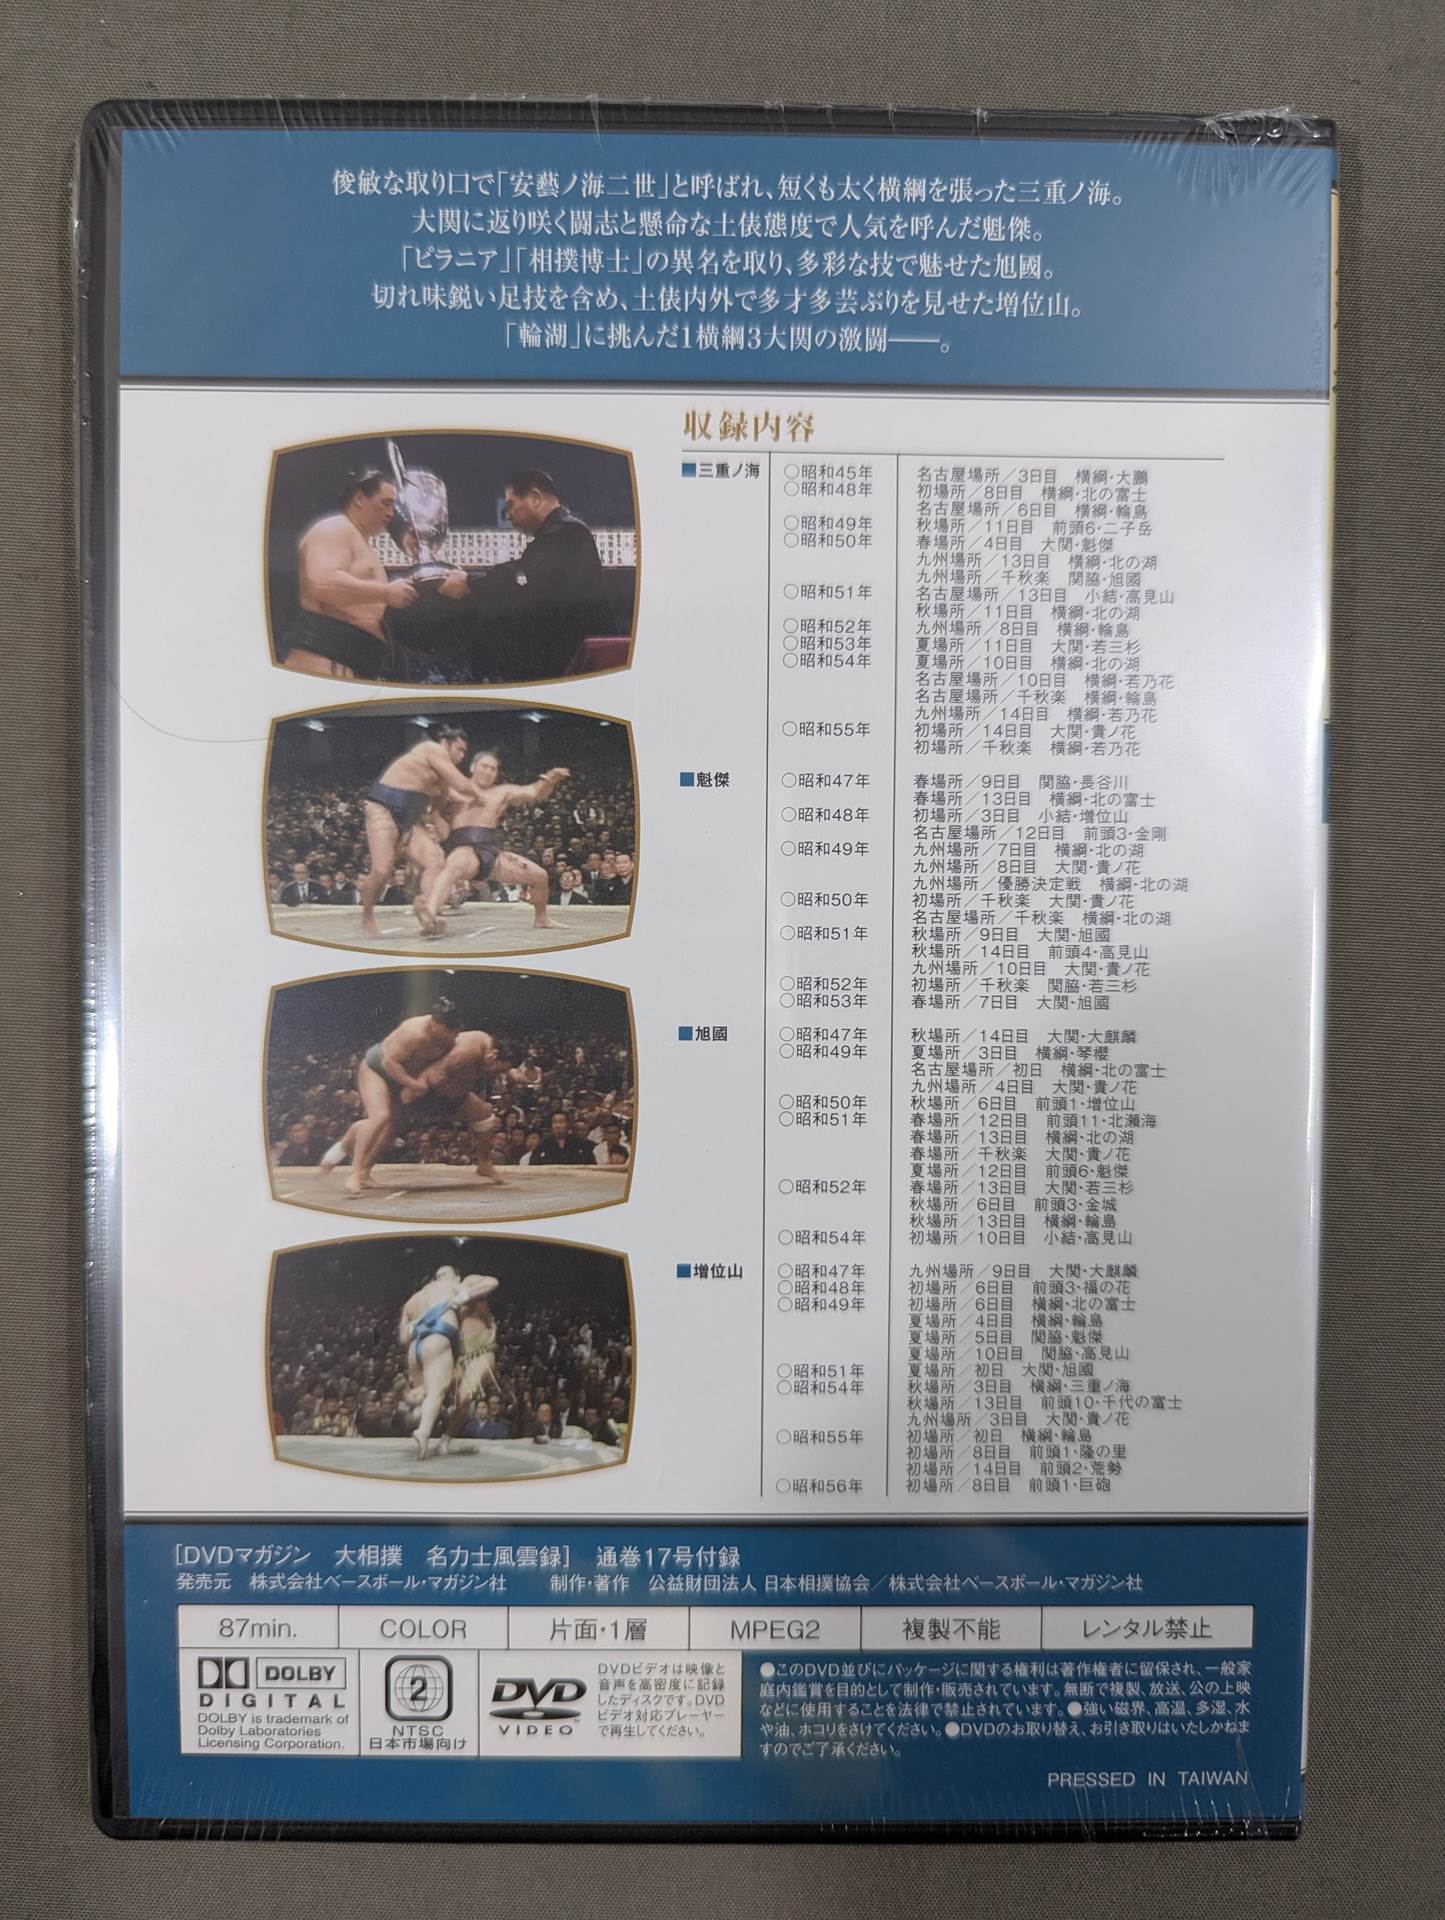 俊敏な取り口で「安藝ノ海二世」と呼ばれ、短くも太く横綱を張った三重ノ海。
大関に返り咲く闘志と懸命な土俵態度で人気を呼んだ魁傑。
「ピラニア」「相撲博士」の異名を取り、多彩な技で魅せた旭國。
切れ味鋭い足技を含め、土俵内外で多才多芸ぶりを見せた増位山。
「輪湖」に挑んだ1横綱3大関の激闘――。
収録内容
■三重ノ海 ○昭和45年 名古屋場所／3日目 横綱・大鵬
○昭和48年 初場所／8日目 横綱・北の富士
名古屋場所／6日目 横綱・輪島
○昭和49年 秋場所／11日目 前頭6・二子岳
○昭和50年 春場所／4日目 大関・魁傑
九州場所／13日目 横綱・北の湖
九州場所／千秋楽 関脇・旭國
○昭和51年 名古屋場所／13日目 小結・高見山
秋場所／11日目 横綱・北の湖
○昭和52年 九州場所／8日目 横綱・輪島
○昭和53年 夏場所／11日目 大関・若三杉
○昭和54年 夏場所／10日目 横綱・北の湖
名古屋場所／10日目 横綱・若乃花
名古屋場所／千秋楽 横綱・輪島
九州場所／14日目 横綱・若乃花
○昭和55年 初場所／14日目 大関・貴ノ花
初場所／千秋楽 横綱・若乃花
■魁傑 ○昭和47年 春場所／9日目 関脇・長谷川
春場所／13日目 横綱・北の富士
○昭和48年 初場所／3日目 小結・増位山
名古屋場所／12日目 前頭3・金剛
○昭和49年 九州場所／7日目 横綱・北の湖
九州場所／8日目 大関・貴ノ花
九州場所／優勝決定戦 横綱・北の湖
○昭和50年 初場所／千秋楽 大関・貴ノ花
名古屋場所／千秋楽 横綱・北の湖
○昭和51年 秋場所／9日目 大関・旭國
秋場所／14日目 前頭4・高見山
九州場所／10日目 大関・貴ノ花
○昭和52年 初場所／千秋楽 関脇・若三杉
○昭和53年 春場所／7日目 大関・旭國
■旭國 ○昭和47年 秋場所／14日目 大関・大麒麟
○昭和49年 夏場所／3日目 横綱・琴櫻
名古屋場所／初日 横綱・北の富士
九州場所／4日目 大関・貴ノ花
○昭和50年 秋場所／6日目 前頭1・増位山
○昭和51年 春場所／12日目 前頭11・北瀬海
春場所／13日目 横綱・北の湖
春場所／千秋楽 大関・貴ノ花
夏場所／12日目 前頭6・魁傑
○昭和52年 春場所／13日目 大関・若三杉
秋場所／6日目 前頭3・金城
秋場所／13日目 横綱・輪島
○昭和54年 初場所／10日目 小結・高見山
■増位山 ○昭和47年 九州場所／9日目 大関・大麒麟
○昭和48年 初場所／6日目 前頭3・福の花
○昭和49年 初場所／6日目 横綱・北の富士
夏場所／4日目 横綱・輪島
夏場所／5日目 関脇・魁傑
夏場所／10日目 関脇・高見山
○昭和51年 夏場所／初日 大関・旭國
○昭和54年 秋場所／3日目 横綱・三重ノ海
秋場所／13日目 前頭10・千代の富士
九州場所／3日目 大関・貴ノ花
○昭和55年 初場所／初日 横綱・輪島
初場所／8日目 前頭1・隆の里
初場所／14日目 前頭2・荒勢
○昭和56年 初場所／8日目 前頭1・巨砲
［DVDマガジン 大相撲 名力士風雲録］ 通巻17号付録
発売元 株式会社ベースボール・マガジン社 制作・著作 公益財団法人 日本相撲協会／株式会社ベースボール・マガジン社
87min. COLOR 片面・1層 MPEG2 複製不能 レンタル禁止
DOLBY
DIGITAL
DOLBY is trademark of
Dolby Laboratories
Licensing Corporation.
2
NTSC
日本市場向け
DVD
VIDEO
DVDビデオは映像と
音声を高密度に記録
したディスクです。DVD
ビデオ対応プレーヤー
で再生してください。
●このDVD並びにパッケージに関する権利は著作権者に留保され、一般家
庭内鑑賞を目的として制作・販売されています。無断で複製、放送、公の上映
などに使用することを法律で禁止されています。●強い磁界、高温、多湿、水
や油、ホコリをさけてください。●DVDのお取り替え、お引き取りはいたしかねま
すのでご了承ください。
PRESSED IN TAIWAN